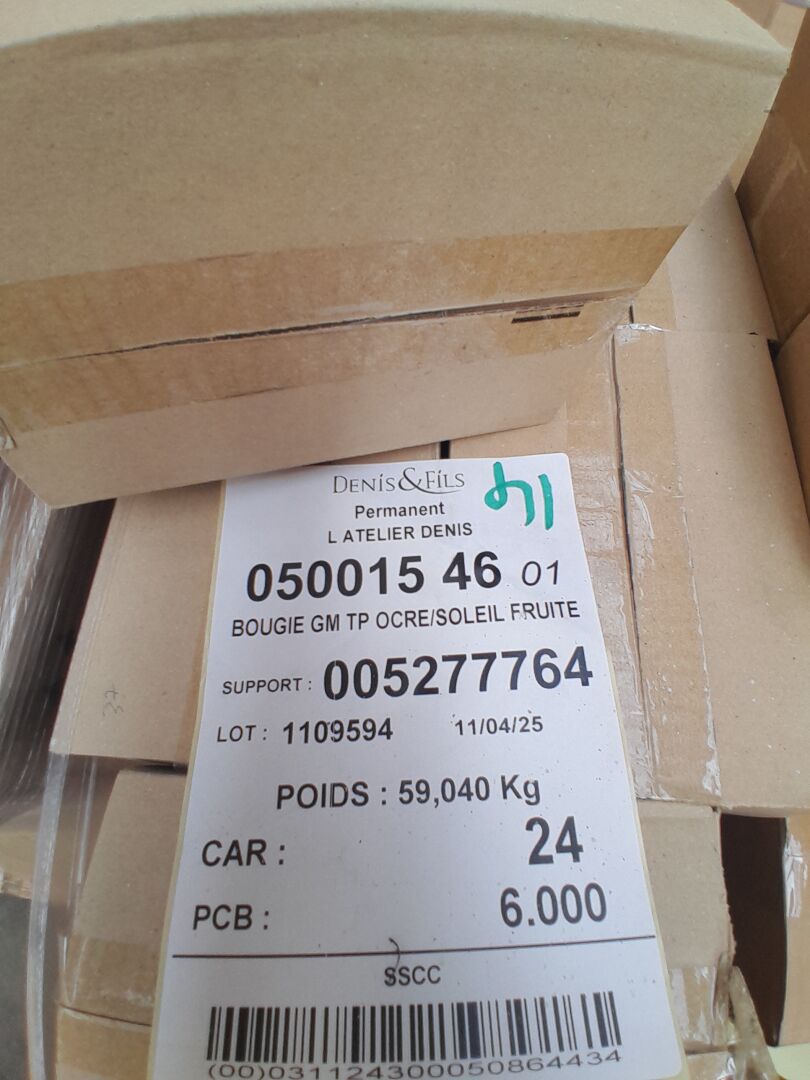 DENIS&FILS
Permanent
L ATELIER DENIS
050015 46 01
BOUGIE GM TP OCRE/SOLEIL FRUITE
SUPPORT : 005277764
LOT : 1109594 11/04/25
POIDS : 59,040 Kg
CAR : 24
PCB : 6.000
SSCC
(00)031124300050864434
37